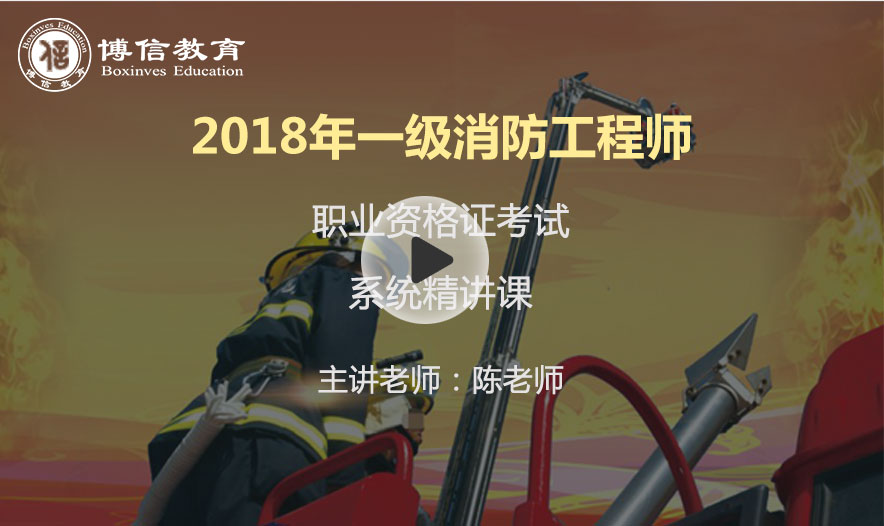 Boxinves Education
博信教育
博信教育
Boxinves Education
2018年一级消防工程师
职业资格证考试
系统精讲课
主讲老师：陈老师